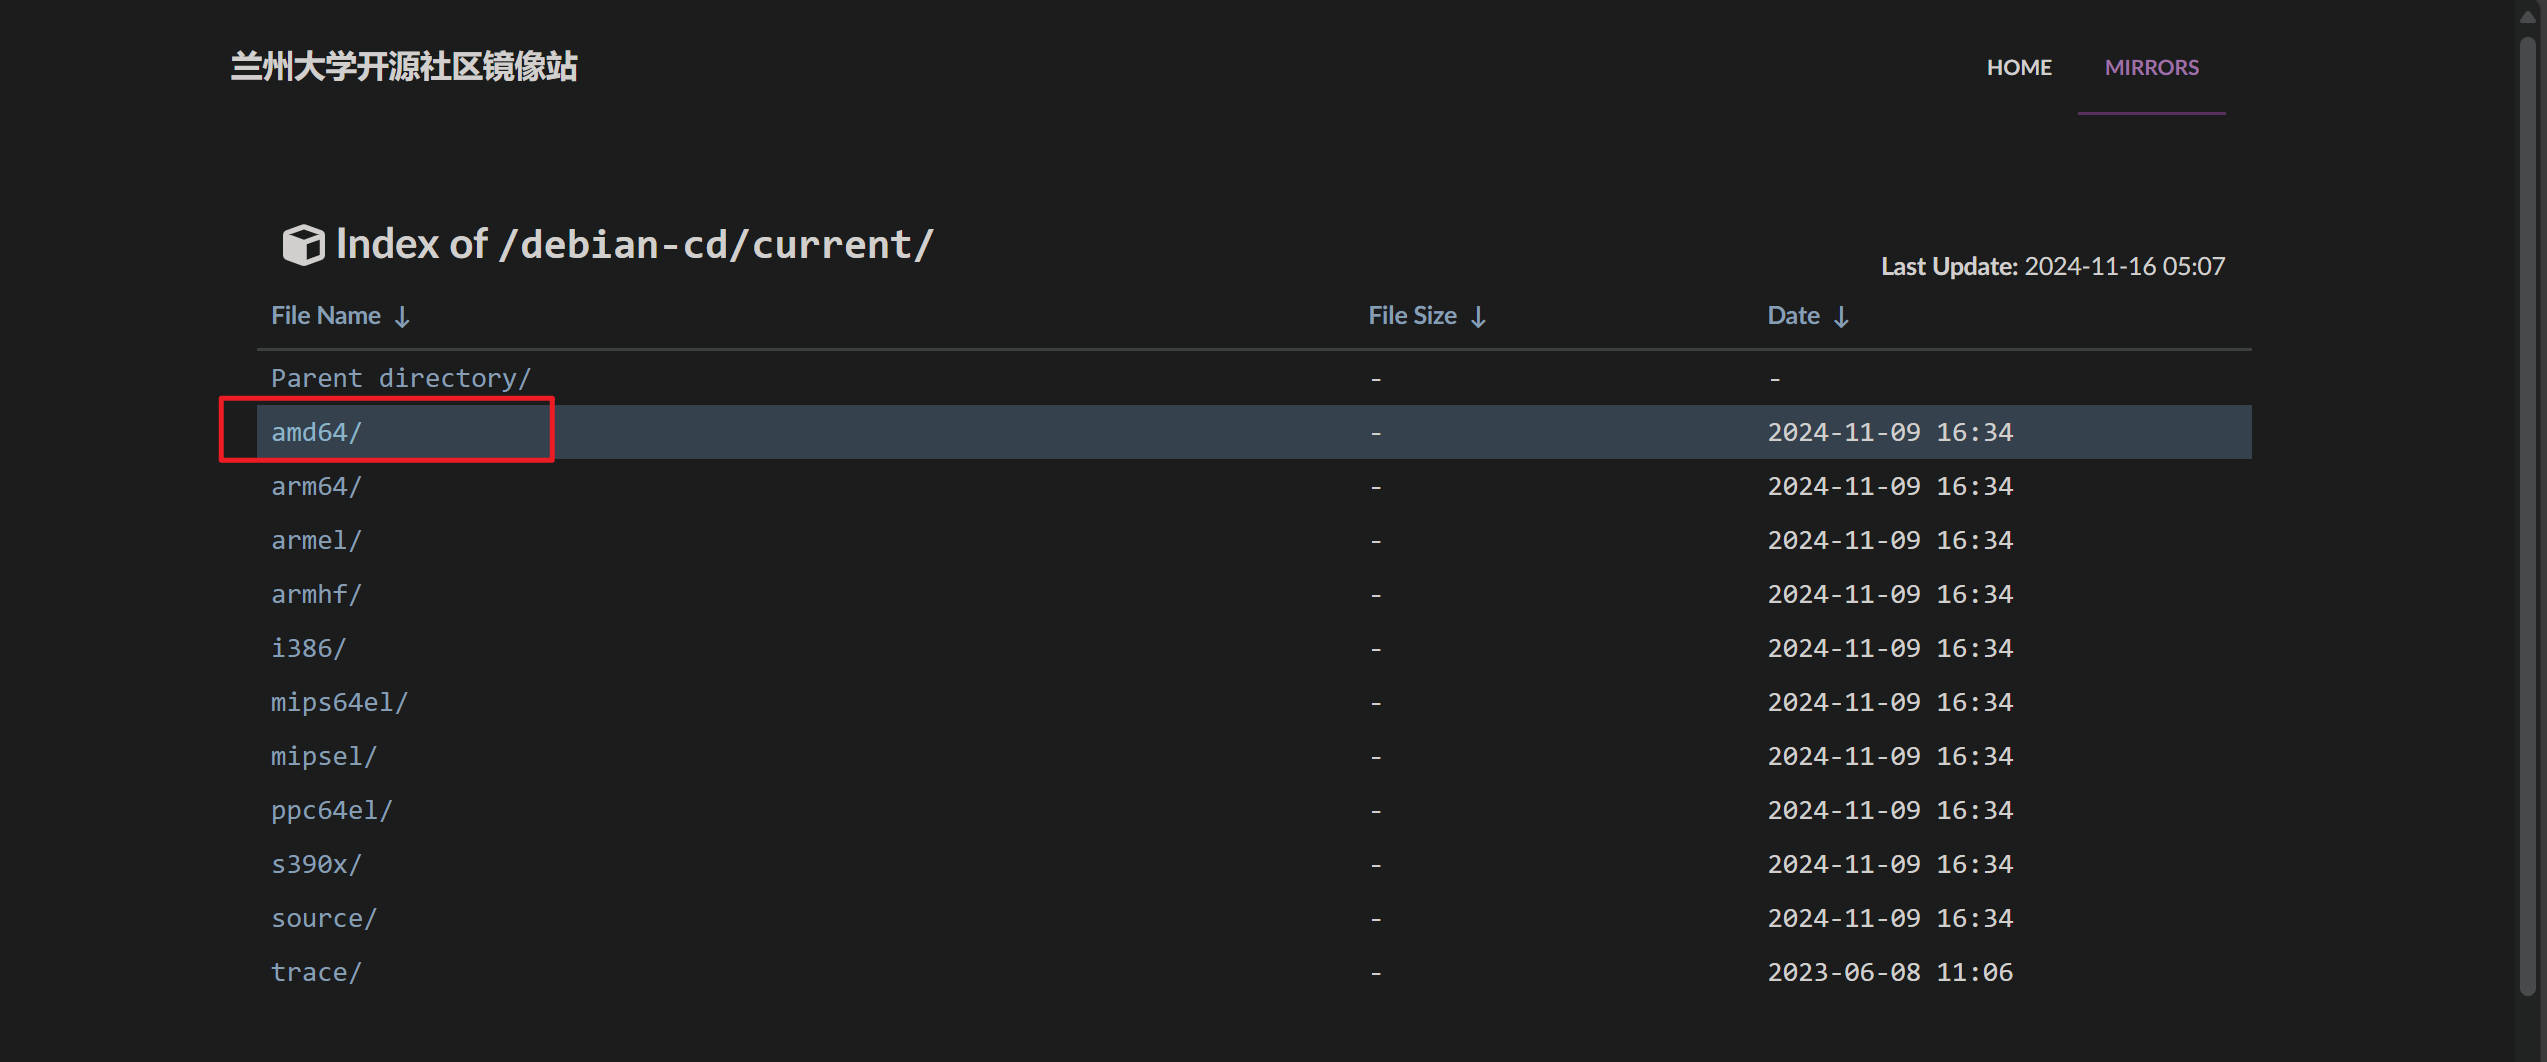 兰州大学开源社区镜像站 HOME MIRRORS
Index of /debian-cd/current/
Last Update: 2024-11-16 05:07
File Name ↓ File Size ↓ Date ↓
Parent directory/ - -
amd64/ - 2024-11-09 16:34
arm64/ - 2024-11-09 16:34
armel/ - 2024-11-09 16:34
armhf/ - 2024-11-09 16:34
i386/ - 2024-11-09 16:34
mips64el/ - 2024-11-09 16:34
mipsel/ - 2024-11-09 16:34
ppc64el/ - 2024-11-09 16:34
s390x/ - 2024-11-09 16:34
source/ - 2024-11-09 16:34
trace/ - 2023-06-08 11:06